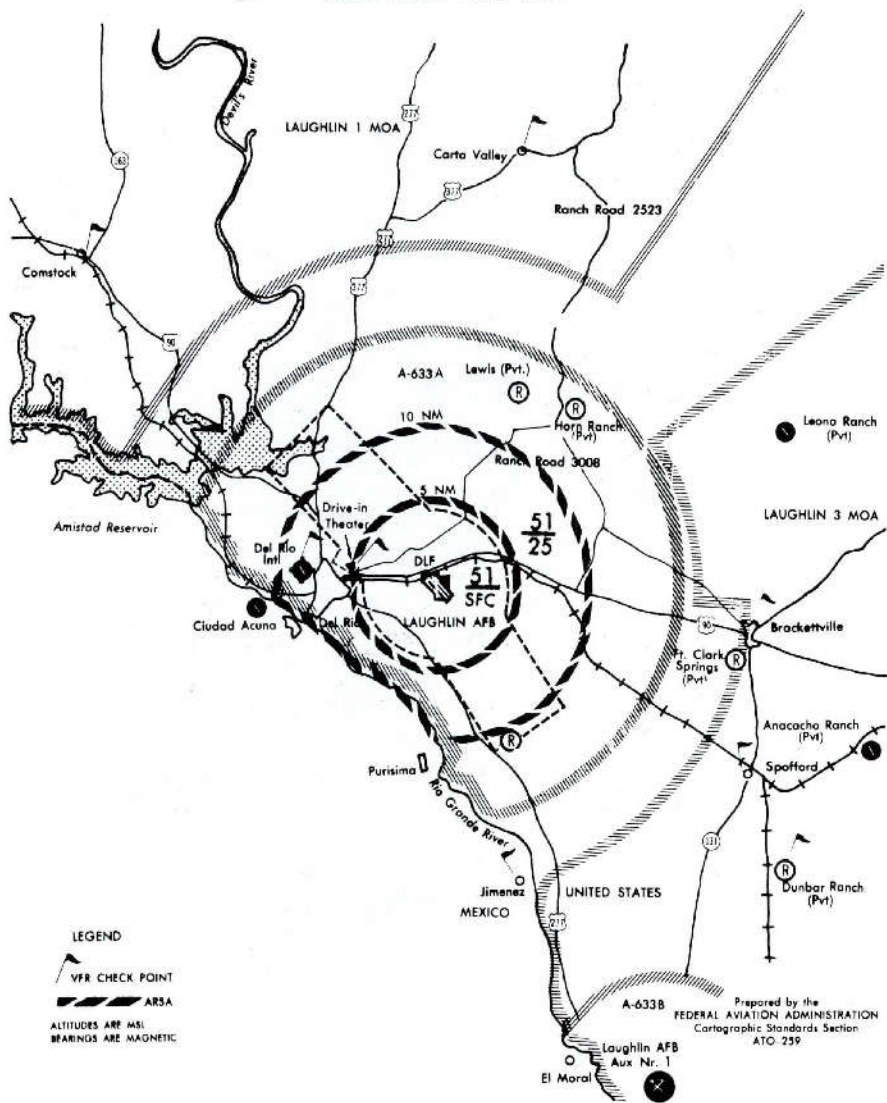 Devil's River
277
LAUGHLIN 1 MOA
Carta Valley
163
377
Ranch Road 2523
377
Comstock
277
90
A-633A
Lewis (Pvt.)
10 NM
Horn Ranch
(Pvt)
Leona Ranch
(Pvt)
Ranch Road 3008
5 NM
Amistad Reservoir
Drive-in
Theater
51
25
LAUGHLIN 3 MOA
Del Rio
Intl
DLF
51
SFC
Ciudad Acuna
Del Rio
LAUGHLIN AFB
90
Brackettville
Ft. Clark
Springs
(Pvt)
R
Anacacho Ranch
(Pvt)
Spofford
Purisima
Rio Grande River
131
R
Jimenez
UNITED STATES
MEXICO
Dunbar Ranch
(Pvt)
277
LEGEND
VFR CHECK POINT
ARSA
ALTITUDES ARE MSL
BEARINGS ARE MAGNETIC
A-633B
Prepared by the
FEDERAL AVIATION ADMINISTRATION
Cartographic Standards Section
ATO-259
Laughlin AFB
Aux Nr. 1
El Moral